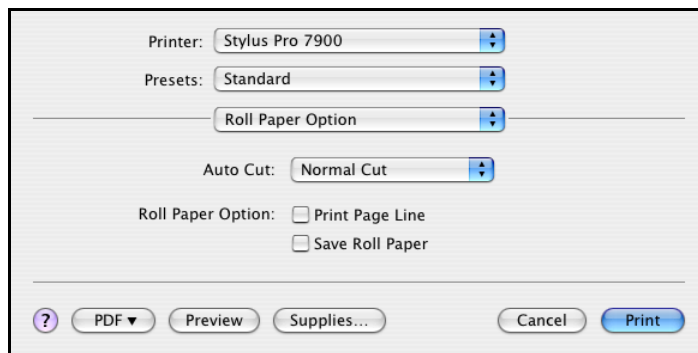 Printer: Stylus Pro 7900
Presets: Standard
Roll Paper Option
Auto Cut: Normal Cut
Roll Paper Option: Print Page Line
Save Roll Paper
? PDF ▼ Preview Supplies... Cancel Print